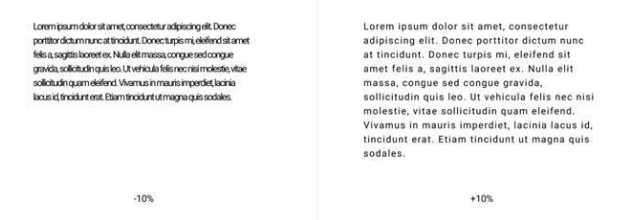 Lorem ipsum dolor sit amet, consectetur adipiscing elit. Donec
porttitor dictum nunc at tincidunt. Donec turpis mi, eleifend sit amet
felis a, sagittis laoreet ex. Nulla elit massa, congue sed congue
gravida, sollicitudin quis leo. Ut vehicula felis nec nisi molestie, vitae
sollicitudin quam eleifend. Vivamus in mauris imperdiet, lacinia
lacus id, tincidunt erat. Etiam tincidunt ut magna quis sodales.
-10%
Lorem ipsum dolor sit amet, consectetur
adipiscing elit. Donec porttitor dictum nunc
at tincidunt. Donec turpis mi, eleifend sit
amet felis a, sagittis laoreet ex. Nulla elit
massa, congue sed congue gravida,
sollicitudin quis leo. Ut vehicula felis nec nisi
molestie, vitae sollicitudin quam eleifend.
Vivamus in mauris imperdiet, lacinia lacus id,
tincidunt erat. Etiam tincidunt ut magna quis
sodales.
+10%